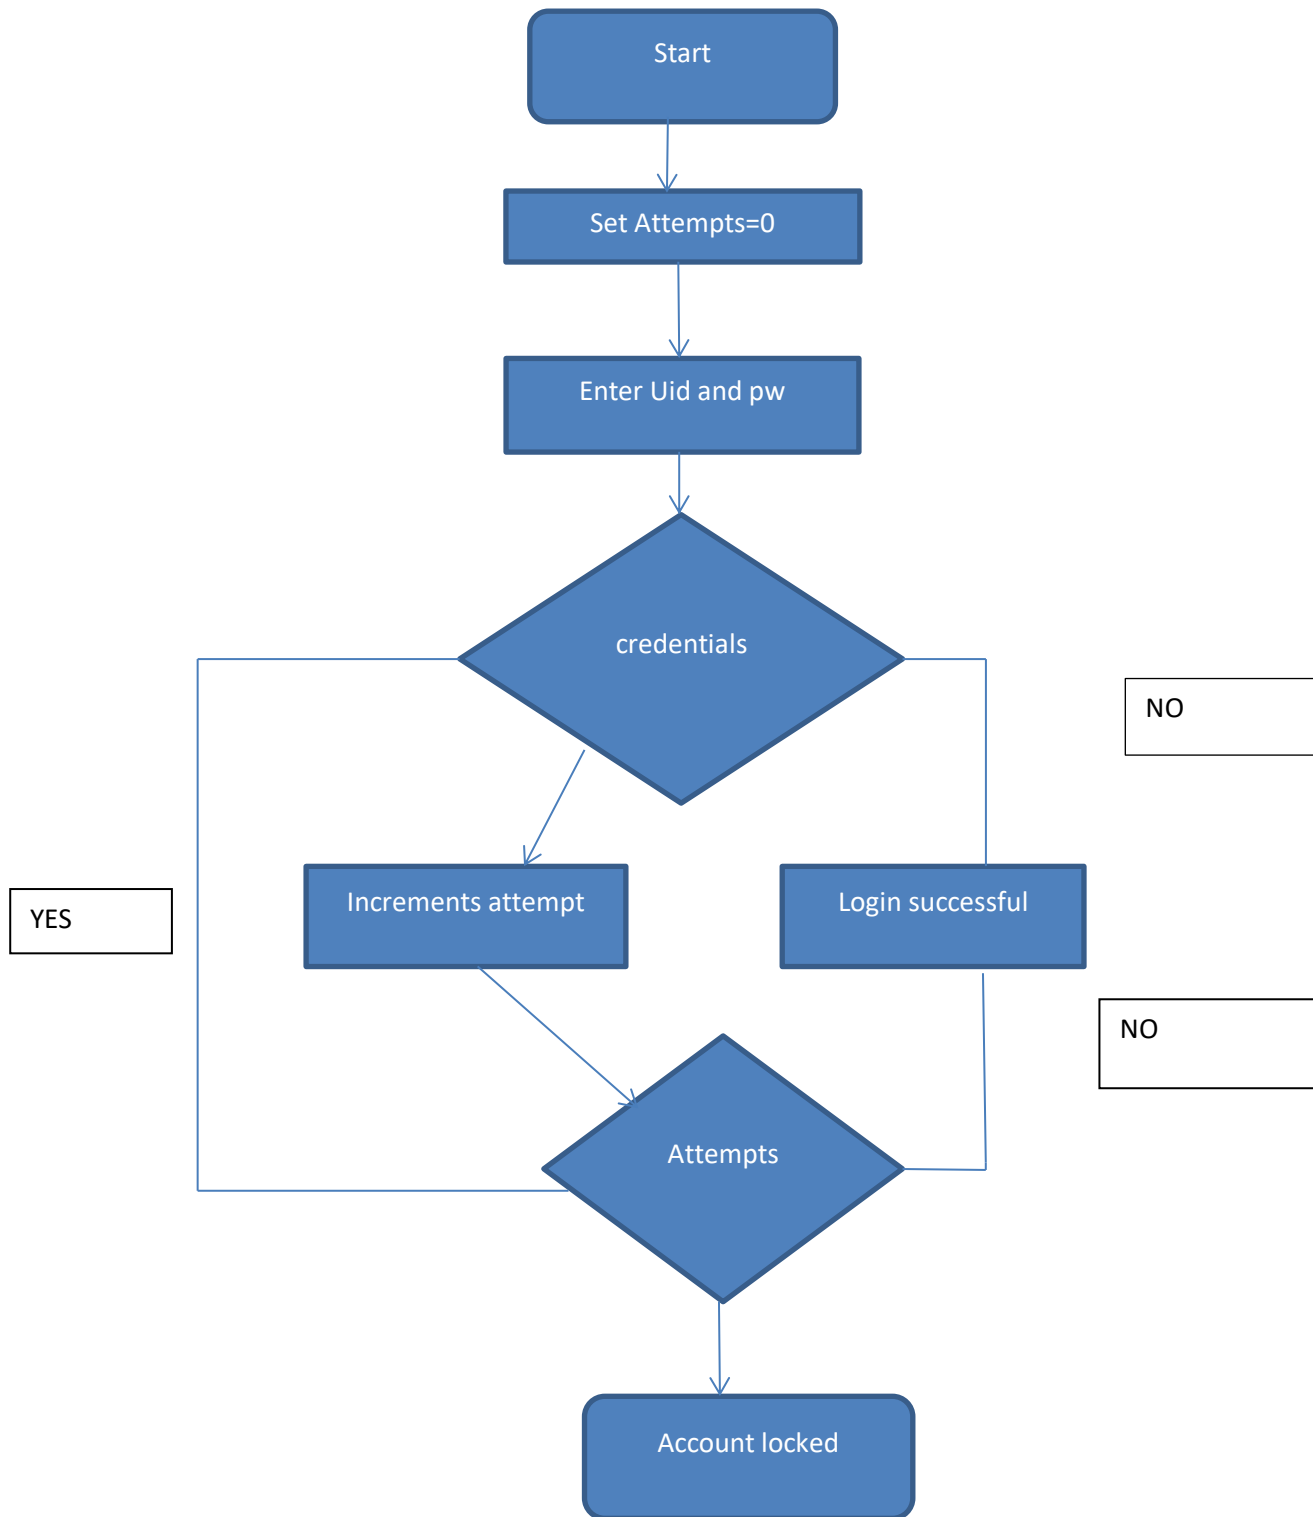 Start
Set Attempts=0
Enter Uid and pw
credentials
NO
Increments attempt
Login successful
YES
NO
Attempts
Account locked